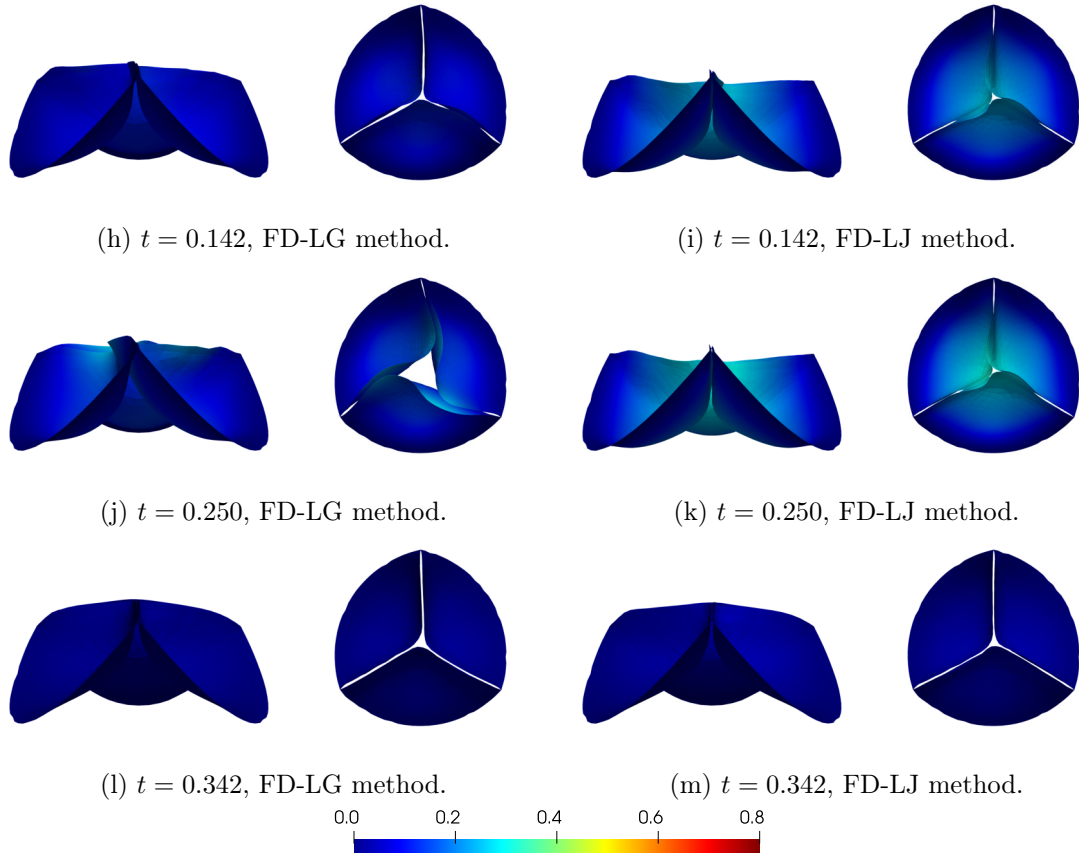 (h) t = 0.142, FD-LG method.
(i) t = 0.142, FD-LJ method.
(j) t = 0.250, FD-LG method.
(k) t = 0.250, FD-LJ method.
(l) t = 0.342, FD-LG method.
(m) t = 0.342, FD-LJ method.
0.0 0.2 0.4 0.6 0.8